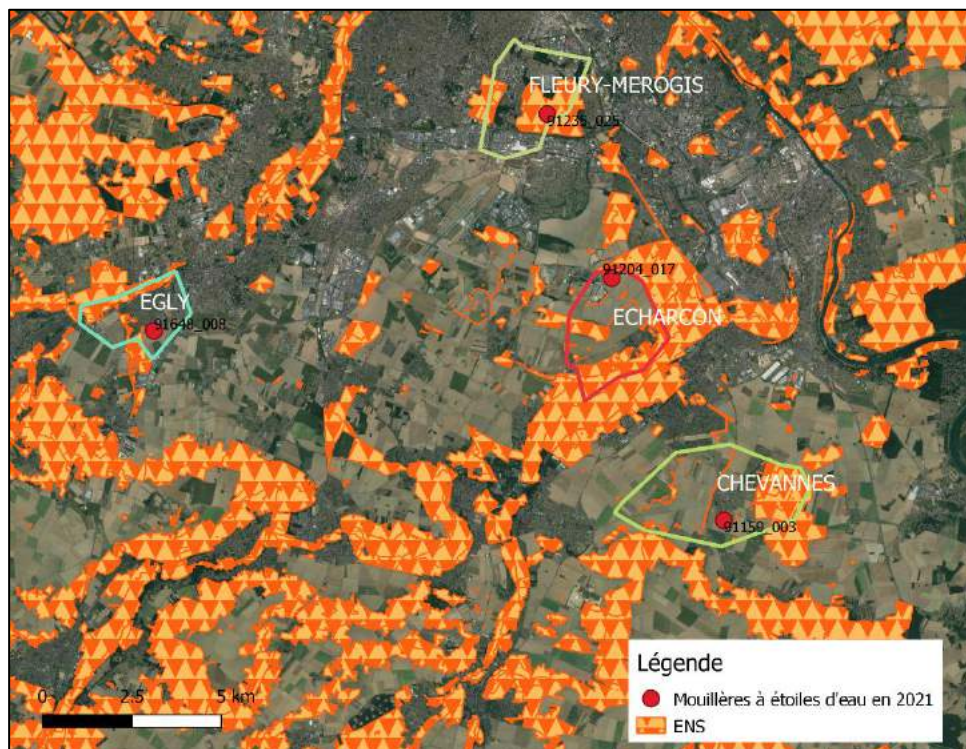 FLEURY-MEROGIS
91235_025
91204_017
EGLY
91648_008
ECHARCON
CHEVANNES
91159_003
Légende
Mouillères à étoiles d'eau en 2021
ENS
0 2.5 5 km